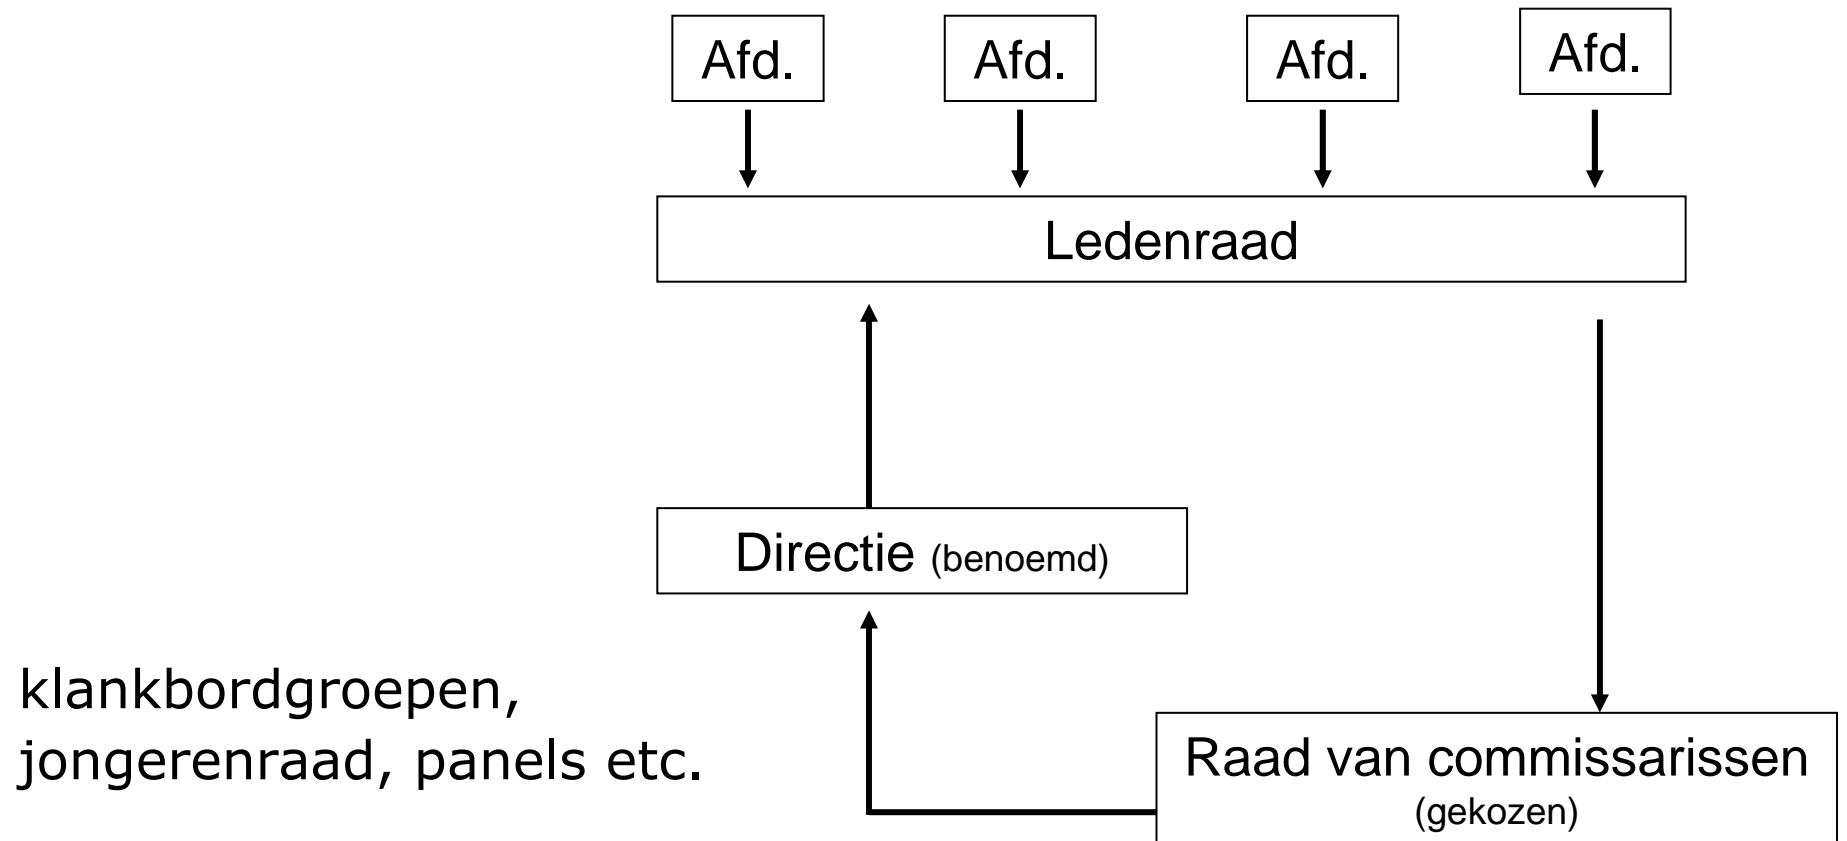 Afd.
Afd.
Afd.
Afd.
Ledenraad
Directie (benoemd)
klankbordgroepen,
jongerenraad, panels etc.
Raad van commissarissen
(gekozen)